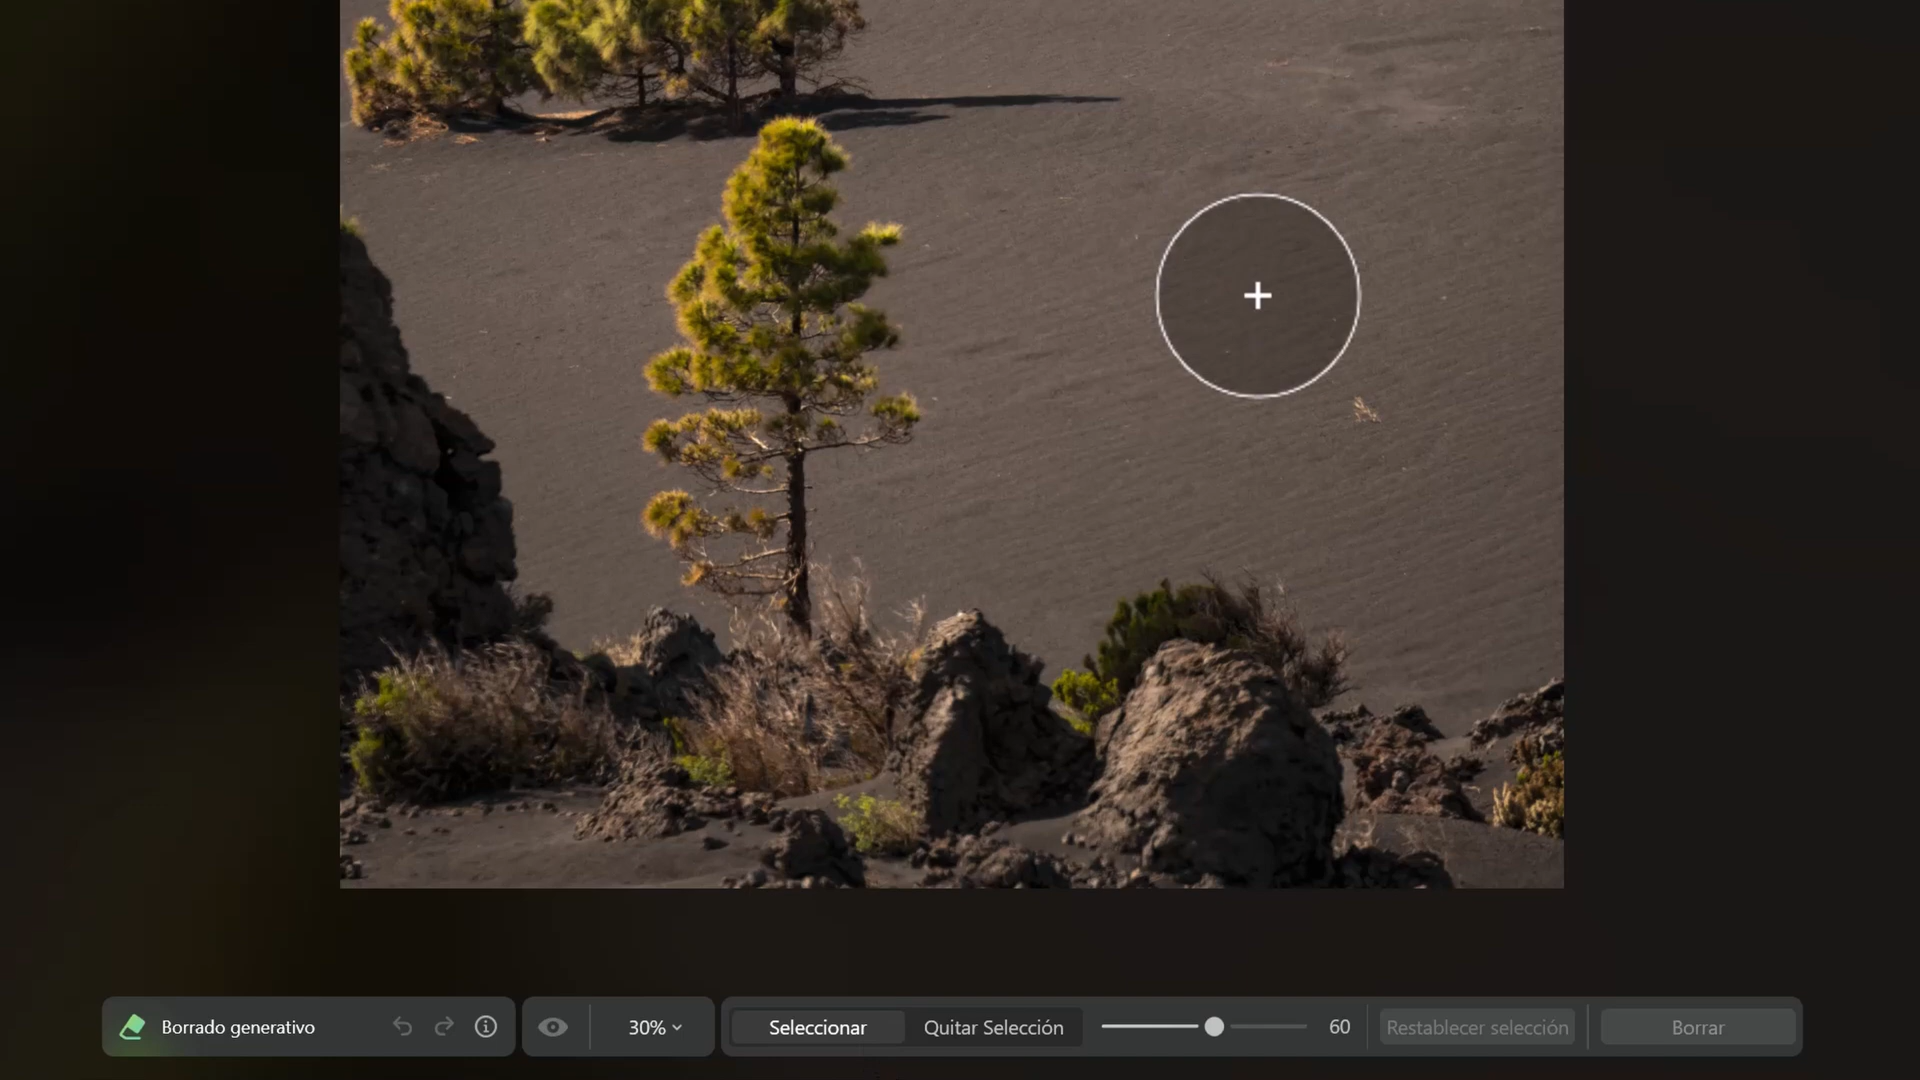 Borrado generativo
30%
Seleccionar
Quitar Selección
60
Restablecer selección
Borrar